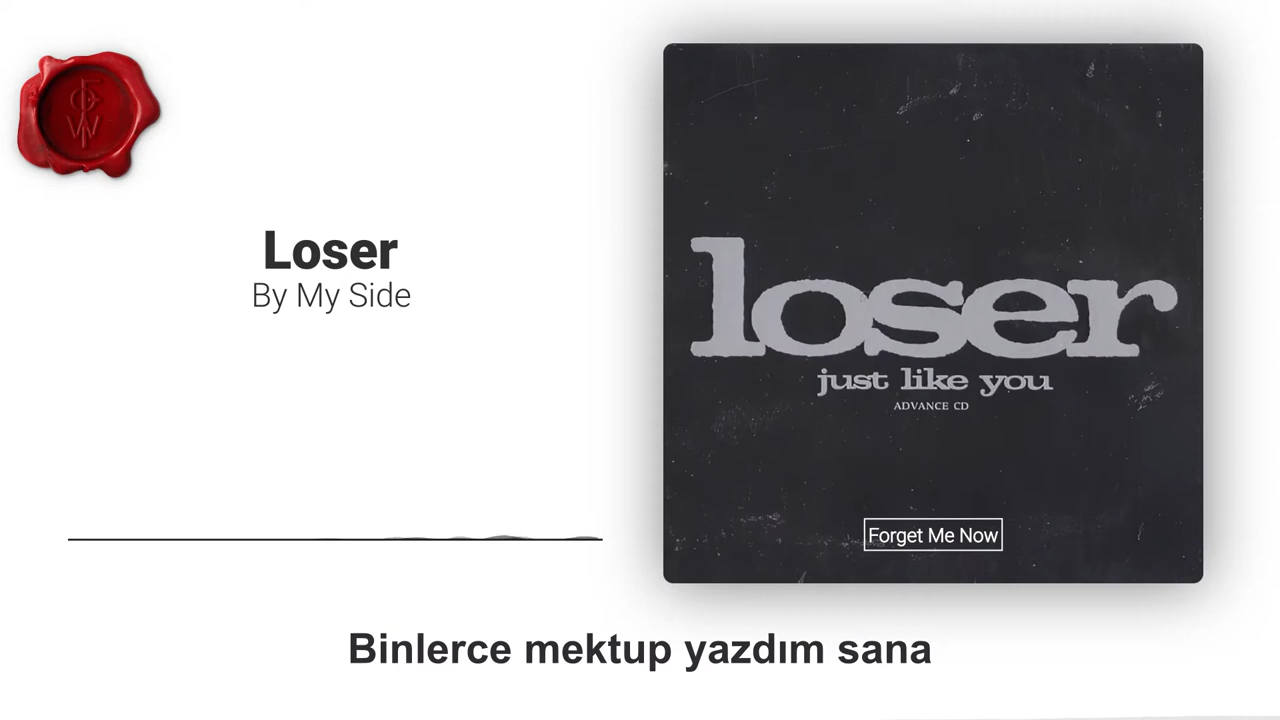 Loser
By My Side
loser
just like you
ADVANCE CD
Forget Me Now
Binlerce mektup yazdım sana